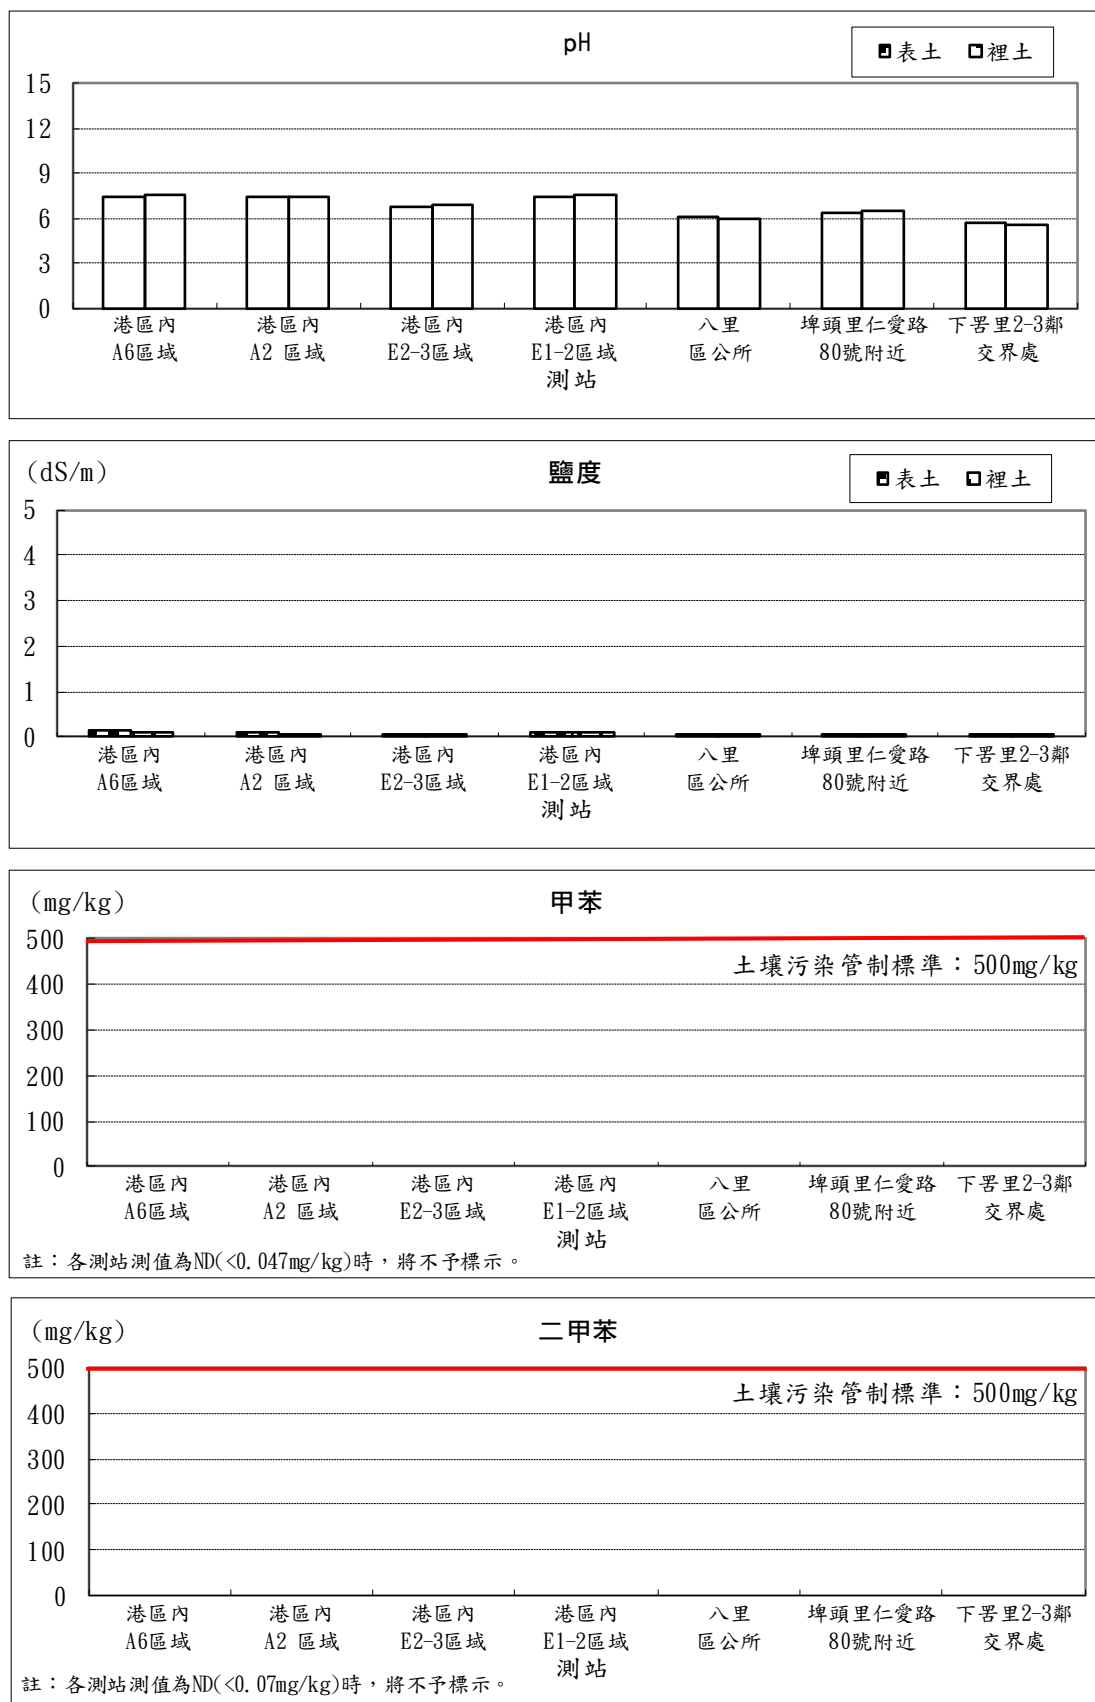 pH
表土 裡土
15
12
9
6
3
0
港區內 港區內 港區內 港區內 八里 埤頭里仁愛路 下罟里2-3鄰
A6區域 A2 區域 E2-3區域 E1-2區域 區公所 80號附近 交界處
測站
(dS/m) 鹽度
表土 裡土
5
4
3
2
1
0
港區內 港區內 港區內 港區內 八里 埤頭里仁愛路 下罟里2-3鄰
A6區域 A2 區域 E2-3區域 E1-2區域 區公所 80號附近 交界處
測站
(mg/kg) 甲苯
500
土壤污染管制標準：500mg/kg
400
300
200
100
0
港區內 港區內 港區內 港區內 八里 埤頭里仁愛路 下罟里2-3鄰
A6區域 A2 區域 E2-3區域 E1-2區域 區公所 80號附近 交界處
測站
註：各測站測值為ND(<0.047mg/kg)時，將不予標示。
(mg/kg) 二甲苯
500
土壤污染管制標準：500mg/kg
400
300
200
100
0
港區內 港區內 港區內 港區內 八里 埤頭里仁愛路 下罟里2-3鄰
A6區域 A2 區域 E2-3區域 E1-2區域 區公所 80號附近 交界處
測站
註：各測站測值為ND(<0.07mg/kg)時，將不予標示。